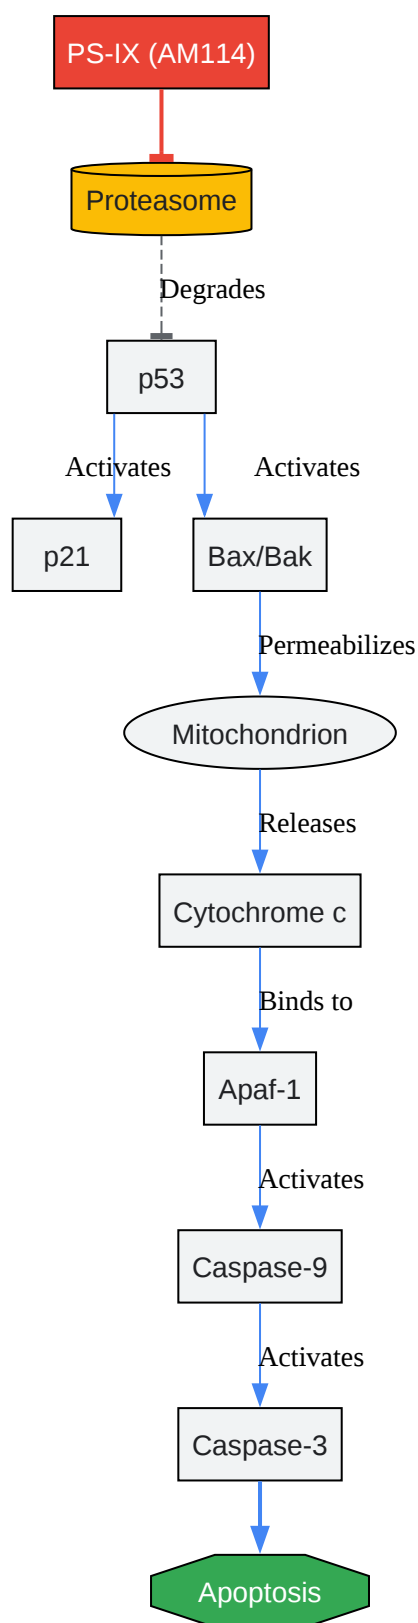 PS-IX (AM114)
Proteasome
Degrades
p53
Activates
Activates
p21
Bax/Bak
Permeabilizes
Mitochondrion
Releases
Cytochrome c
Binds to
Apaf-1
Activates
Caspase-9
Activates
Caspase-3
Apoptosis